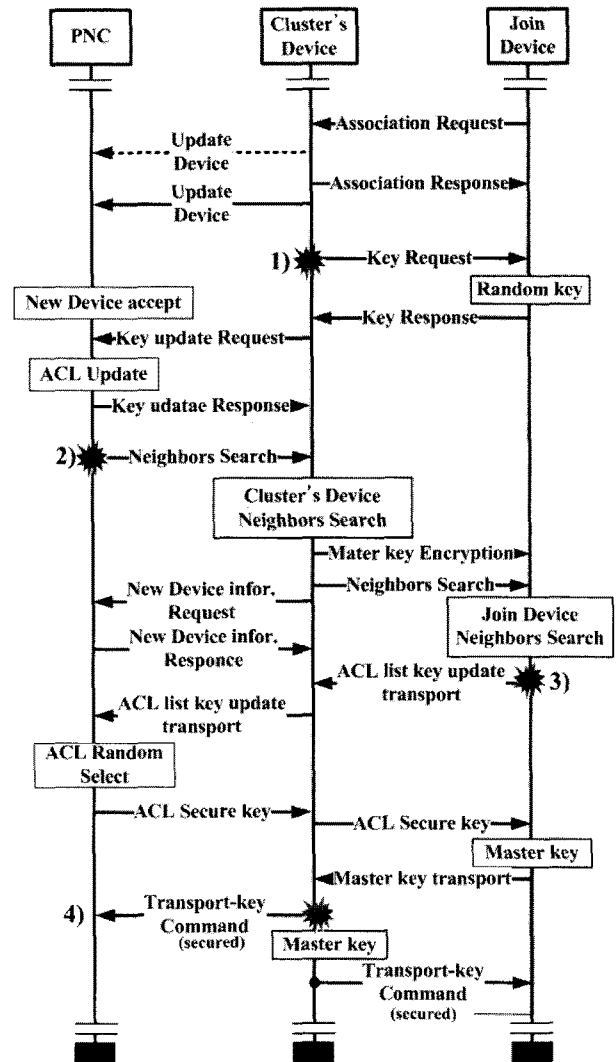 PNC
Cluster's
Device
Join
Device
Association Request
Update
Device
Association Response
Update
Device
1)
Key Request
Random key
New Device accept
Key Response
Key update Request
ACL Update
Key udatae Response
2)
Neighbors Search
Cluster's Device
Neighbors Search
Mater key Encryption
Neighbors Search
New Device infor.
Request
Join Device
Neighbors Search
New Device infor.
Responce
ACL list key update
transport
3)
ACL list key update
transport
ACL Random
Select
ACL Secure key
ACL Secure key
Master key
Master key transport
4)
Transport-key
Command
(secured)
Master key
Transport-key
Command
(secured)